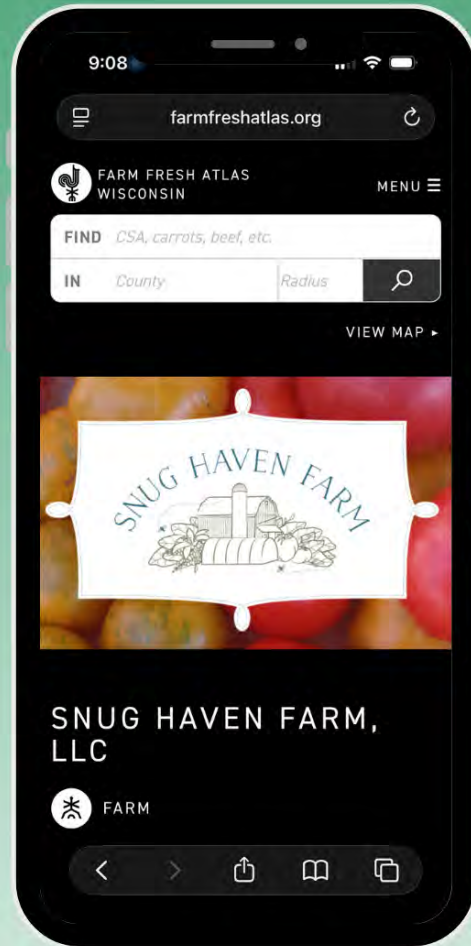 9:08
farmfreshatlas.org
FARM FRESH ATLAS
WISCONSIN
MENU
FIND CSA, carrots, beef, etc.
IN County Radius
VIEW MAP
SNUG HAVEN FARM
SNUG HAVEN FARM,
LLC
FARM